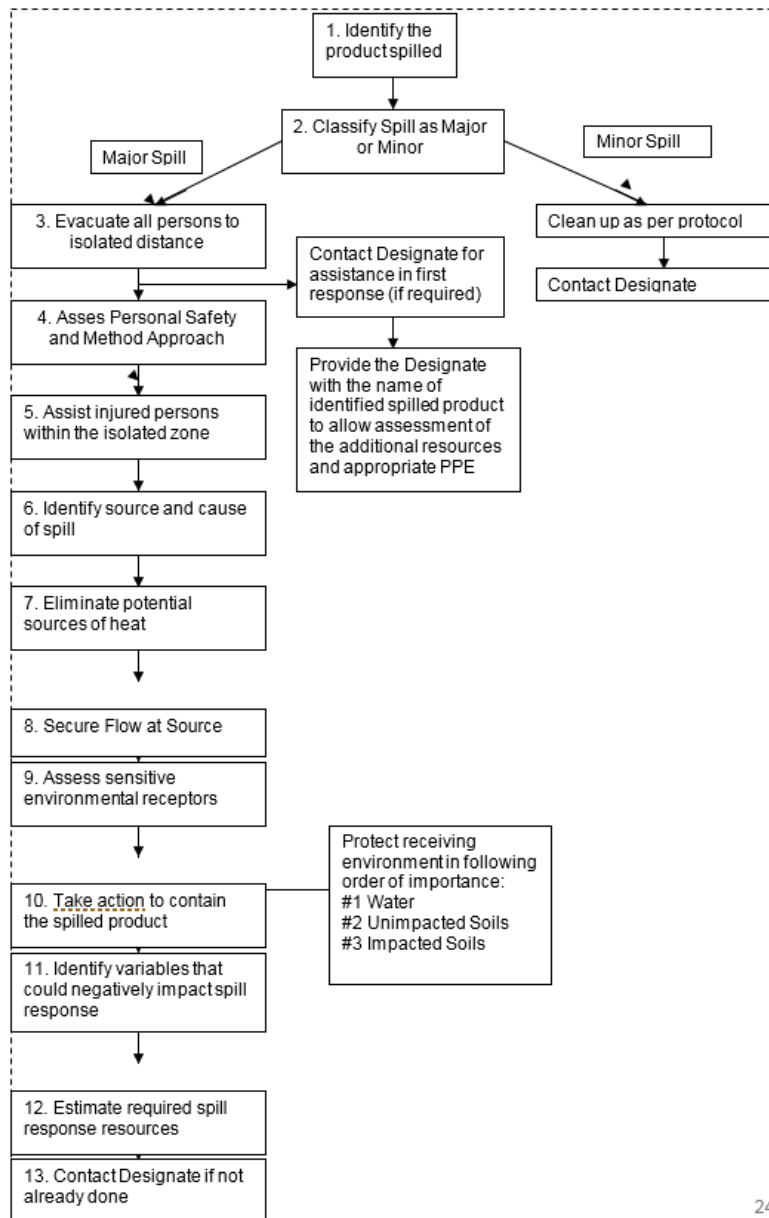 1. Identify the
product spilled
2. Classify Spill as Major
or Minor
Major Spill
Minor Spill
3. Evacuate all persons to
isolated distance
Clean up as per protocol
Contact Designate for
assistance in first
response (if required)
Contact Designate
4. Asses Personal Safety
and Method Approach
Provide the Designate
with the name of
identified spilled product
to allow assessment of
the additional resources
and appropriate PPE
5. Assist injured persons
within the isolated zone
6. Identify source and cause
of spill
7. Eliminate potential
sources of heat
8. Secure Flow at Source
9. Assess sensitive
environmental receptors
Protect receiving
environment in following
order of importance:
#1 Water
#2 Unimpacted Soils
#3 Impacted Soils
10. Take action to contain
the spilled product
11. Identify variables that
could negatively impact spill
response
12. Estimate required spill
response resources
13. Contact Designate if not
already done
24